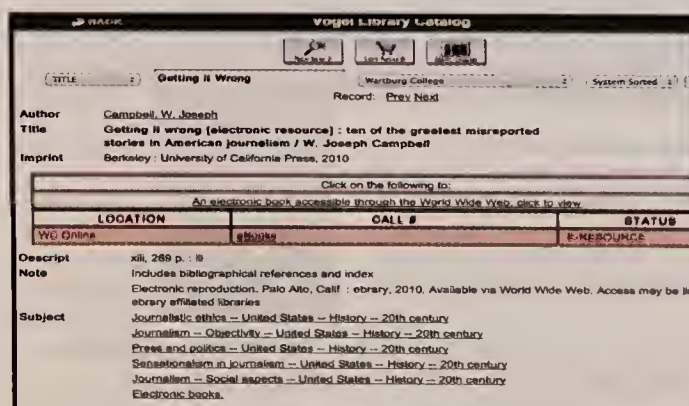 Vogel Library Catalog
TITLE Getting It Wrong Wartburg College System Sorted
Record: Prev Next
Author Campbell, W. Joseph
Title Getting it wrong [electronic resource] : ten of the greatest misreported
stories in American journalism / W. Joseph Campbell
Imprint Berkeley : University of California Press, 2010
Click on the following to:
An electronic book accessible through the World Wide Web, click to view
LOCATION CALL # STATUS
WC Online eBooks E-RESOURCE
Descript xiii, 269 p. : ill
Note Includes bibliographical references and index
Electronic reproduction. Palo Alto, Calif : ebrary, 2010. Available via World Wide Web. Access may be
ebrary affiliated libraries
Subject Journalistic ethics -- United States -- History -- 20th century
Journalism -- Objectivity -- United States -- History -- 20th century
Press and politics -- United States -- History -- 20th century
Sensationalism in journalism -- United States -- History -- 20th century
Journalism -- Social aspects -- United States -- History -- 20th century
Electronic books.